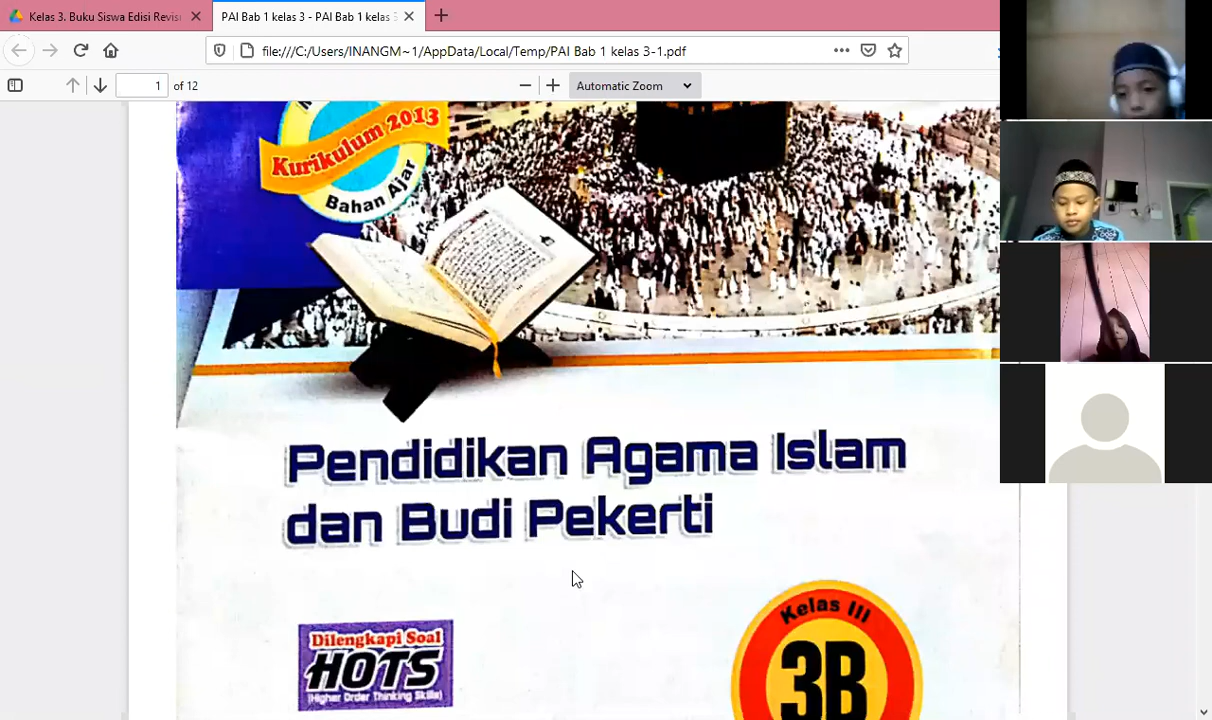 Kelas 3. Buku Siswa Edisi Revisi
PAI Bab 1 kelas 3 - PAI Bab 1 kelas 3
file:///C:/Users/INANGM~1/AppData/Local/Temp/PAI Bab 1 kelas 3-1.pdf
1 of 12
Automatic Zoom
Kurikulum 2013
Bahan Ajar
Pendidikan Agama Islam
dan Budi Pekerti
Dilengkapi Soal
HOTS
(Higher Order Thinking Skills)
Kelas III
3B